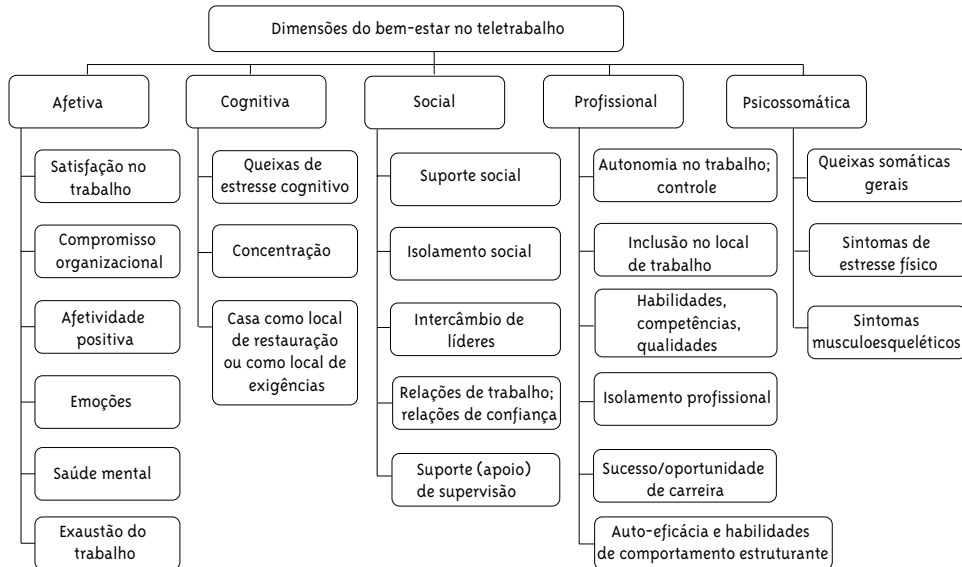 Dimensões do bem-estar no teletrabalho
Afetiva
Satisfação no
trabalho
Compromisso
organizacional
Afetividade
positiva
Emoções
Saúde mental
Exaustão do
trabalho
Cognitiva
Queixas de
estresse cognitivo
Concentração
Casa como local
de restauração
ou como local de
exigências
Social
Suporte social
Isolamento social
Intercâmbio de
líderes
Relações de trabalho;
relações de confiança
Suporte (apoio)
de supervisão
Profissional
Autonomia no trabalho;
controle
Inclusão no local
de trabalho
Habilidades,
competências,
qualidades
Isolamento profissional
Sucesso/oportunidade
de carreira
Auto-eficácia e habilidades
de comportamento estruturante
Psicossomática
Queixas somáticas
gerais
Sintomas de
estresse físico
Sintomas
musculoesqueléticos